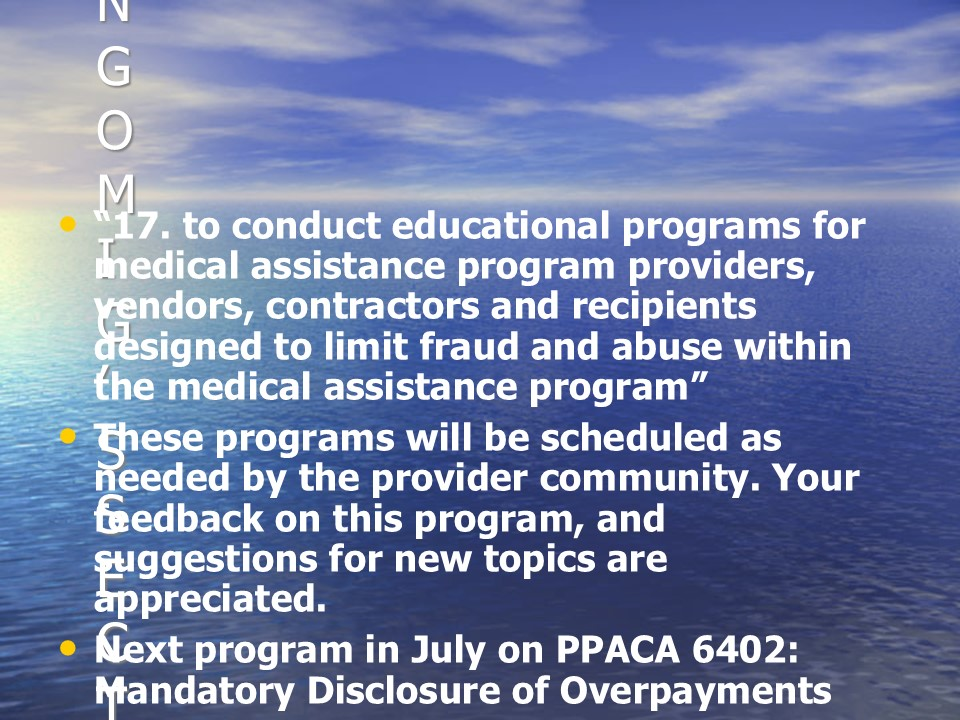 N
G
O
M
I
G
’
S
E
C
• “17. to conduct educational programs for
medical assistance program providers,
vendors, contractors and recipients
designed to limit fraud and abuse within
the medical assistance program”
• These programs will be scheduled as
needed by the provider community. Your
feedback on this program, and
suggestions for new topics are
appreciated.
• Next program in July on PPACA 6402:
Mandatory Disclosure of Overpayments